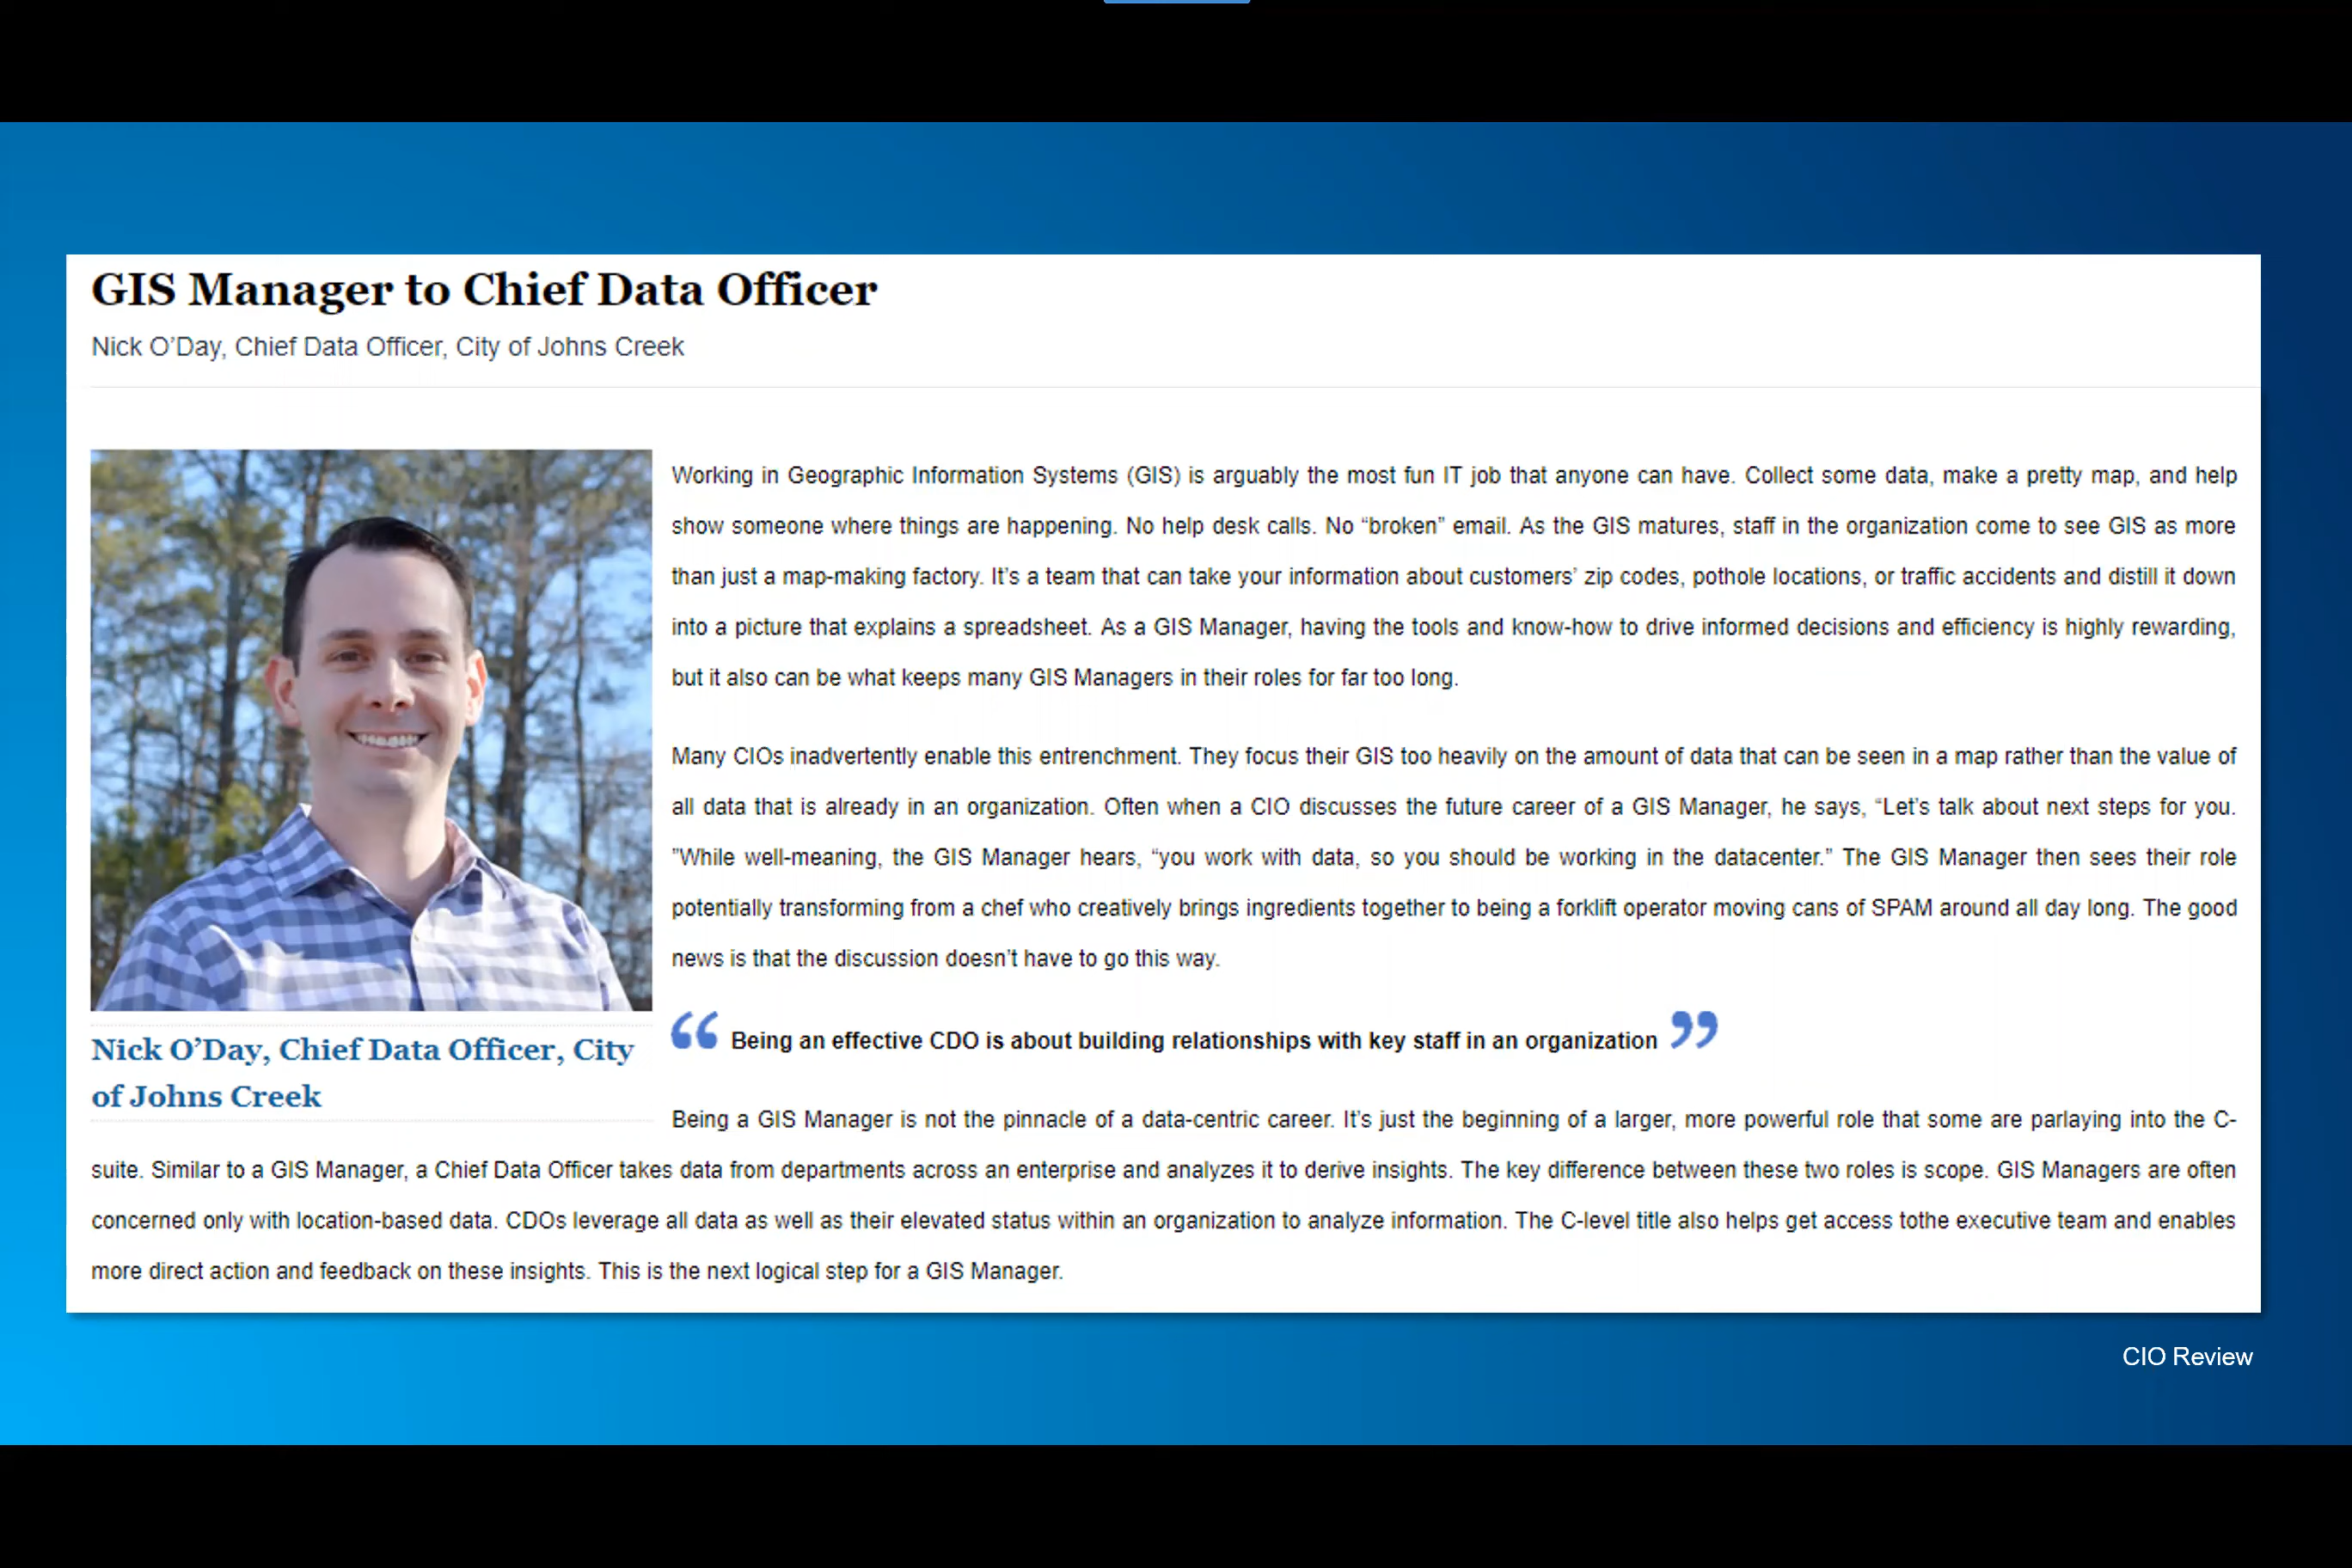 GIS Manager to Chief Data Officer
Nick O’Day, Chief Data Officer, City of Johns Creek
Working in Geographic Information Systems (GIS) is arguably the most fun IT job that anyone can have. Collect some data, make a pretty map, and help
show someone where things are happening. No help desk calls. No “broken” email. As the GIS matures, staff in the organization come to see GIS as more
than just a map-making factory. It’s a team that can take your information about customers’ zip codes, pothole locations, or traffic accidents and distill it down
into a picture that explains a spreadsheet. As a GIS Manager, having the tools and know-how to drive informed decisions and efficiency is highly rewarding,
but it also can be what keeps many GIS Managers in their roles for far too long.
Many CIOs inadvertently enable this entrenchment. They focus their GIS too heavily on the amount of data that can be seen in a map rather than the value of
all data that is already in an organization. Often when a CIO discusses the future career of a GIS Manager, he says, “Let’s talk about next steps for you.
”While well-meaning, the GIS Manager hears, “you work with data, so you should be working in the datacenter.” The GIS Manager then sees their role
potentially transforming from a chef who creatively brings ingredients together to being a forklift operator moving cans of SPAM around all day long. The good
news is that the discussion doesn’t have to go this way.
“ Being an effective CDO is about building relationships with key staff in an organization ”
Nick O’Day, Chief Data Officer, City
of Johns Creek
Being a GIS Manager is not the pinnacle of a data-centric career. It’s just the beginning of a larger, more powerful role that some are parlaying into the C-
suite. Similar to a GIS Manager, a Chief Data Officer takes data from departments across an enterprise and analyzes it to derive insights. The key difference between these two roles is scope. GIS Managers are often
concerned only with location-based data. CDOs leverage all data as well as their elevated status within an organization to analyze information. The C-level title also helps get access tothe executive team and enables
more direct action and feedback on these insights. This is the next logical step for a GIS Manager.
CIO Review